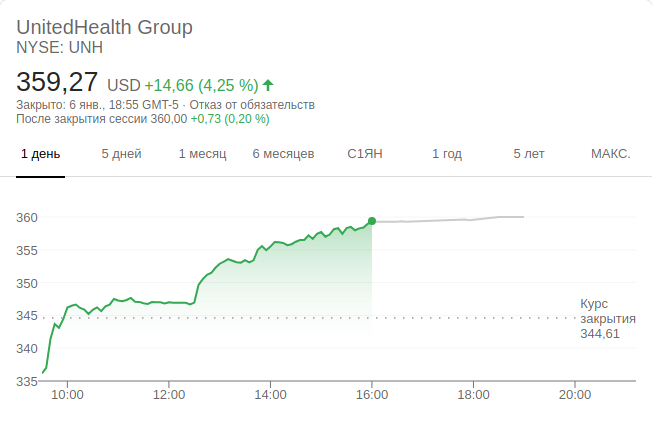 UnitedHealth Group
NYSE: UNH
359,27 USD +14,66 (4,25 %)
Закрыто: 6 янв., 18:55 GMT-5 · Отказ от обязательств
После закрытия сессии 360,00 +0,73 (0,20 %)
1 день 5 дней 1 месяц 6 месяцев С1ЯН 1 год 5 лет МАКС.
360
355
350
345
340
335
Курс
закрытия
344,61
10:00 12:00 14:00 16:00 18:00 20:00